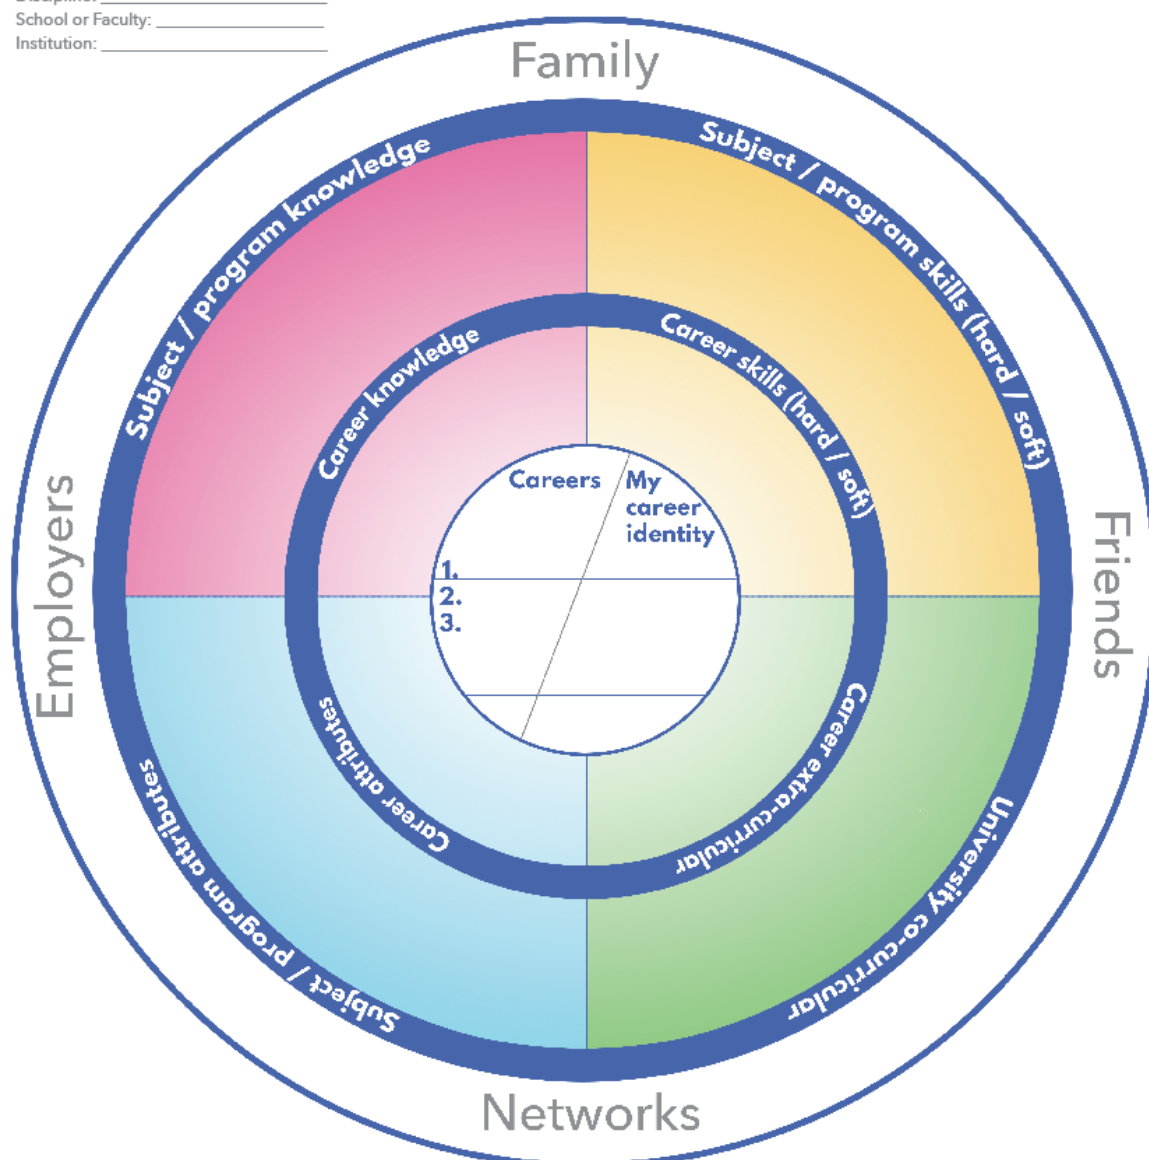 Discipline:
School or Faculty:
Institution:
Family
Subject / program knowledge
Subject / program skills (hard / soft)
Career knowledge
Career skills (hard / soft)
Careers
My
career
identity
1.
2.
3.
Employers
Friends
Career attributes
Career extra-curricular
Subject / program attributes
University co-curricular
Networks